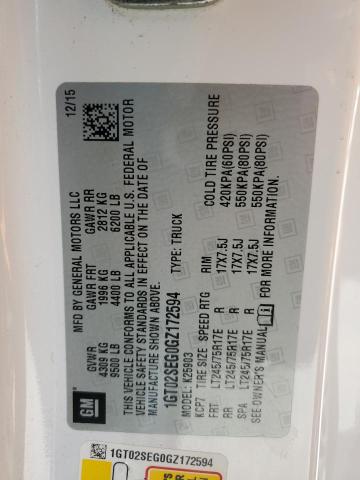 GM
MFD BY GENERAL MOTORS LLC
12/15
GVWR GAWR FRT GAWR RR
4309 KG 1996 KG 2812 KG
9500 LB 4400 LB 6200 LB
THIS VEHICLE CONFORMS TO ALL APPLICABLE U.S. FEDERAL MOTOR
VEHICLE SAFETY STANDARDS IN EFFECT ON THE DATE OF
MANUFACTURE SHOWN ABOVE.
1GT02SEG0GZ172594 TYPE: TRUCK
MODEL: K25903
KCP7 TIRE SIZE SPEED RTG RIM COLD TIRE PRESSURE
FRT LT245/75R17E R 17X7.5J 420KPA(60PSI)
RR LT245/75R17E R 17X7.5J 550KPA(80PSI)
SPA LT245/75R17E R 17X7.5J 550KPA(80PSI)
SEE OWNER'S MANUAL FOR MORE INFORMATION.
1GT02SEG0GZ172594